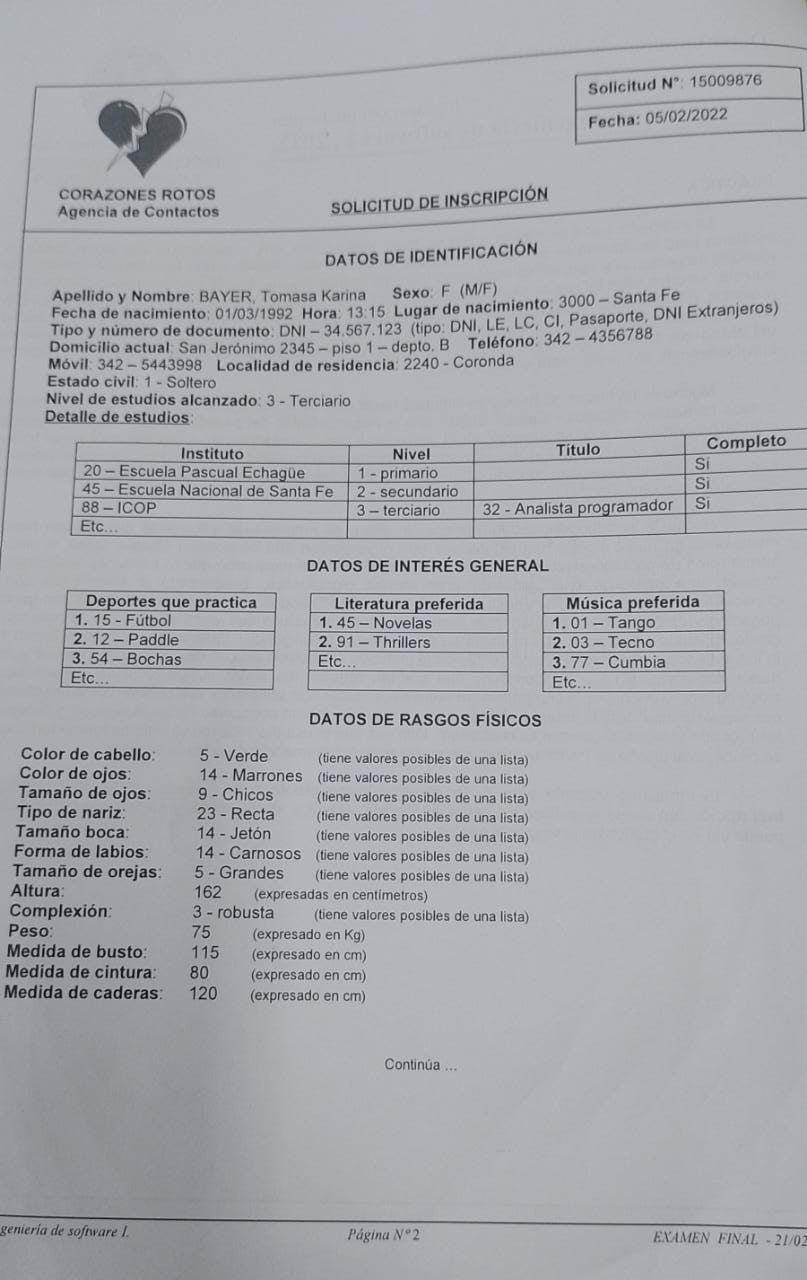 Solicitud N°: 15009876
Fecha: 05/02/2022
CORAZONES ROTOS
Agencia de Contactos
SOLICITUD DE INSCRIPCIÓN
DATOS DE IDENTIFICACIÓN
Apellido y Nombre: BAYER, Tomasa Karina Sexo: F (M/F)
Fecha de nacimiento: 01/03/1992 Hora: 13:15 Lugar de nacimiento: 3000 – Santa Fe
Tipo y número de documento: DNI – 34.567.123 (tipo: DNI, LE, LC, CI, Pasaporte, DNI Extranjeros)
Domicilio actual: San Jerónimo 2345 – piso 1 – depto. B Teléfono: 342 – 4356788
Móvil: 342 – 5443998 Localidad de residencia: 2240 - Coronda
Estado civil: 1 - Soltero
Nivel de estudios alcanzado: 3 - Terciario
Detalle de estudios:
Instituto Nivel Titulo Completo
20 – Escuela Pascual Echagüe 1 - primario Si
45 – Escuela Nacional de Santa Fe 2 - secundario Si
88 – ICOP 3 – terciario 32 - Analista programador Si
Etc...
DATOS DE INTERÉS GENERAL
Deportes que practica Literatura preferida Música preferida
1. 15 - Fútbol 1. 45 – Novelas 1. 01 – Tango
2. 12 – Paddle 2. 91 – Thrillers 2. 03 – Tecno
3. 54 – Bochas Etc... 3. 77 – Cumbia
Etc... Etc...
DATOS DE RASGOS FÍSICOS
Color de cabello: 5 - Verde (tiene valores posibles de una lista)
Color de ojos: 14 - Marrones (tiene valores posibles de una lista)
Tamaño de ojos: 9 - Chicos (tiene valores posibles de una lista)
Tipo de nariz: 23 - Recta (tiene valores posibles de una lista)
Tamaño boca: 14 - Jetón (tiene valores posibles de una lista)
Forma de labios: 14 - Carnosos (tiene valores posibles de una lista)
Tamaño de orejas: 5 - Grandes (tiene valores posibles de una lista)
Altura: 162 (expresadas en centímetros)
Complexión: 3 - robusta (tiene valores posibles de una lista)
Peso: 75 (expresado en Kg)
Medida de busto: 115 (expresado en cm)
Medida de cintura: 80 (expresado en cm)
Medida de caderas: 120 (expresado en cm)
Continúa ...
geniería de software I. Página N° 2 EXAMEN FINAL - 21/02